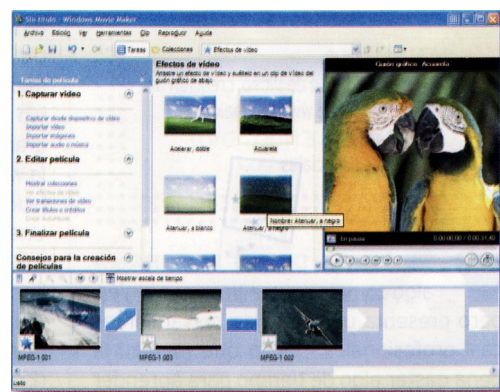 Sin título - Windows Movie Maker
Archivo Edición Ver Herramientas Clip Reproducir Ayuda
Tareas Colecciones Efectos de vídeo
Tareas de película
1. Capturar vídeo
Capturar desde dispositivo de vídeo
Importar vídeo
Importar imágenes
Importar audio o música
2. Editar película
Mostrar colecciones
Ver efectos de vídeo
Ver transiciones de vídeo
Crear títulos o créditos
3. Finalizar película
Consejos para la creación
de películas
Efectos de vídeo
Arrastre un efecto de vídeo y suéltelo en un clip de vídeo del
guión gráfico de abajo
Acelerar, doble
Acuarela
Atenuar, a blanco
Atenuar, a negro
Nombre: Atenuar, a negro
Guión gráfico: Acuarela
En pausa
0:00:00,00 / 0:00:31,40
Mostrar escala de tiempo
MPEG-1 001
MPEG-1 003
MPEG-1 002
Listo